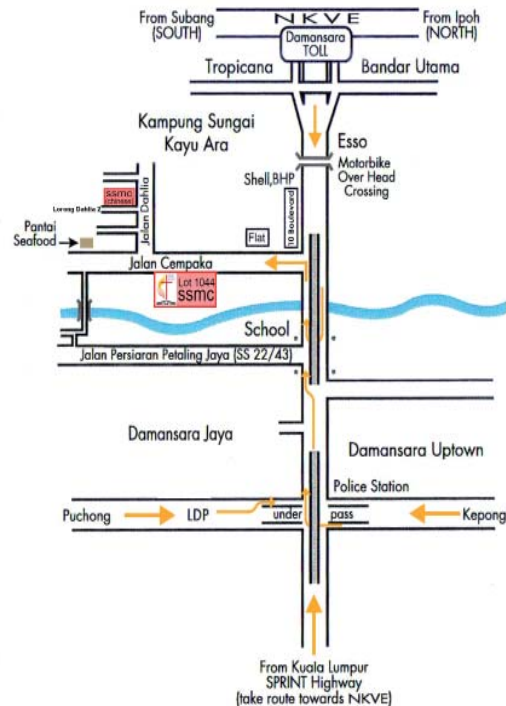 From Subang
(SOUTH)
NKVE
From Ipoh
(NORTH)
Damansara
TOLL
Tropicana
Bandar Utama
Kampung Sungai
Kayu Ara
Esso
Motorbike
Over Head
Crossing
Shell,BHP
ssmc
(chinese)
Lorong Dahlia 2
Jalan Dahlia
10 Boulevard
Pantai
Seafood
Flat
Jalan Cempaka
Lot 1044
ssmc
School
Jalan Persiaran Petaling Jaya (SS 22/43)
Damansara Jaya
Damansara Uptown
Police Station
Puchong
LDP
under
pass
Kepong
From Kuala Lumpur
SPRINT Highway
(take route towards NKVE)